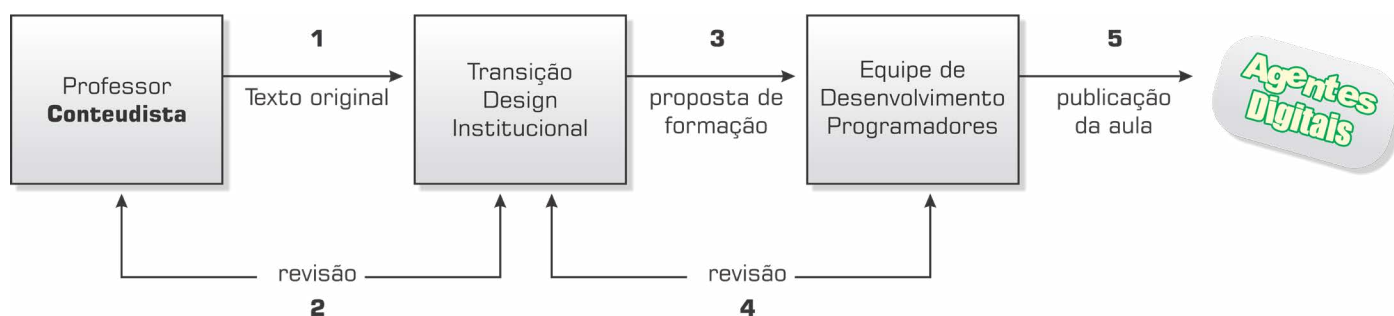 Professor
Conteudista
1
Texto original
Transição
Design
Institucional
3
proposta de
formação
Equipe de
Desenvolvimento
Programadores
5
publicação
da aula
Agentes
Digitais
revisão
2
revisão
4